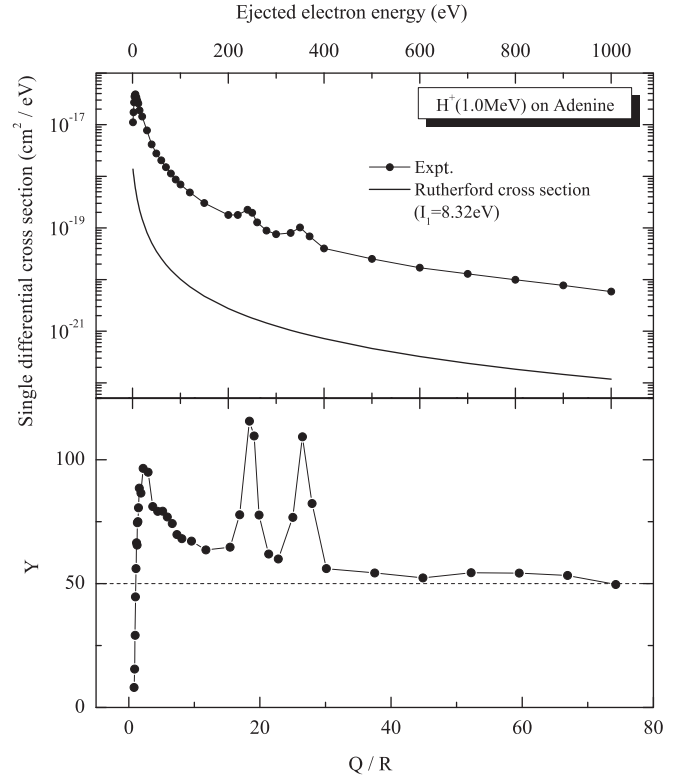 Ejected electron energy (eV)
0 200 400 600 800 1000
Single differential cross section (cm² / eV)
10⁻¹⁷
10⁻¹⁹
10⁻²¹
H⁺(1.0MeV) on Adenine
Expt.
Rutherford cross section
(I₁=8.32eV)
Y
100
50
0
0 20 40 60 80
Q / R